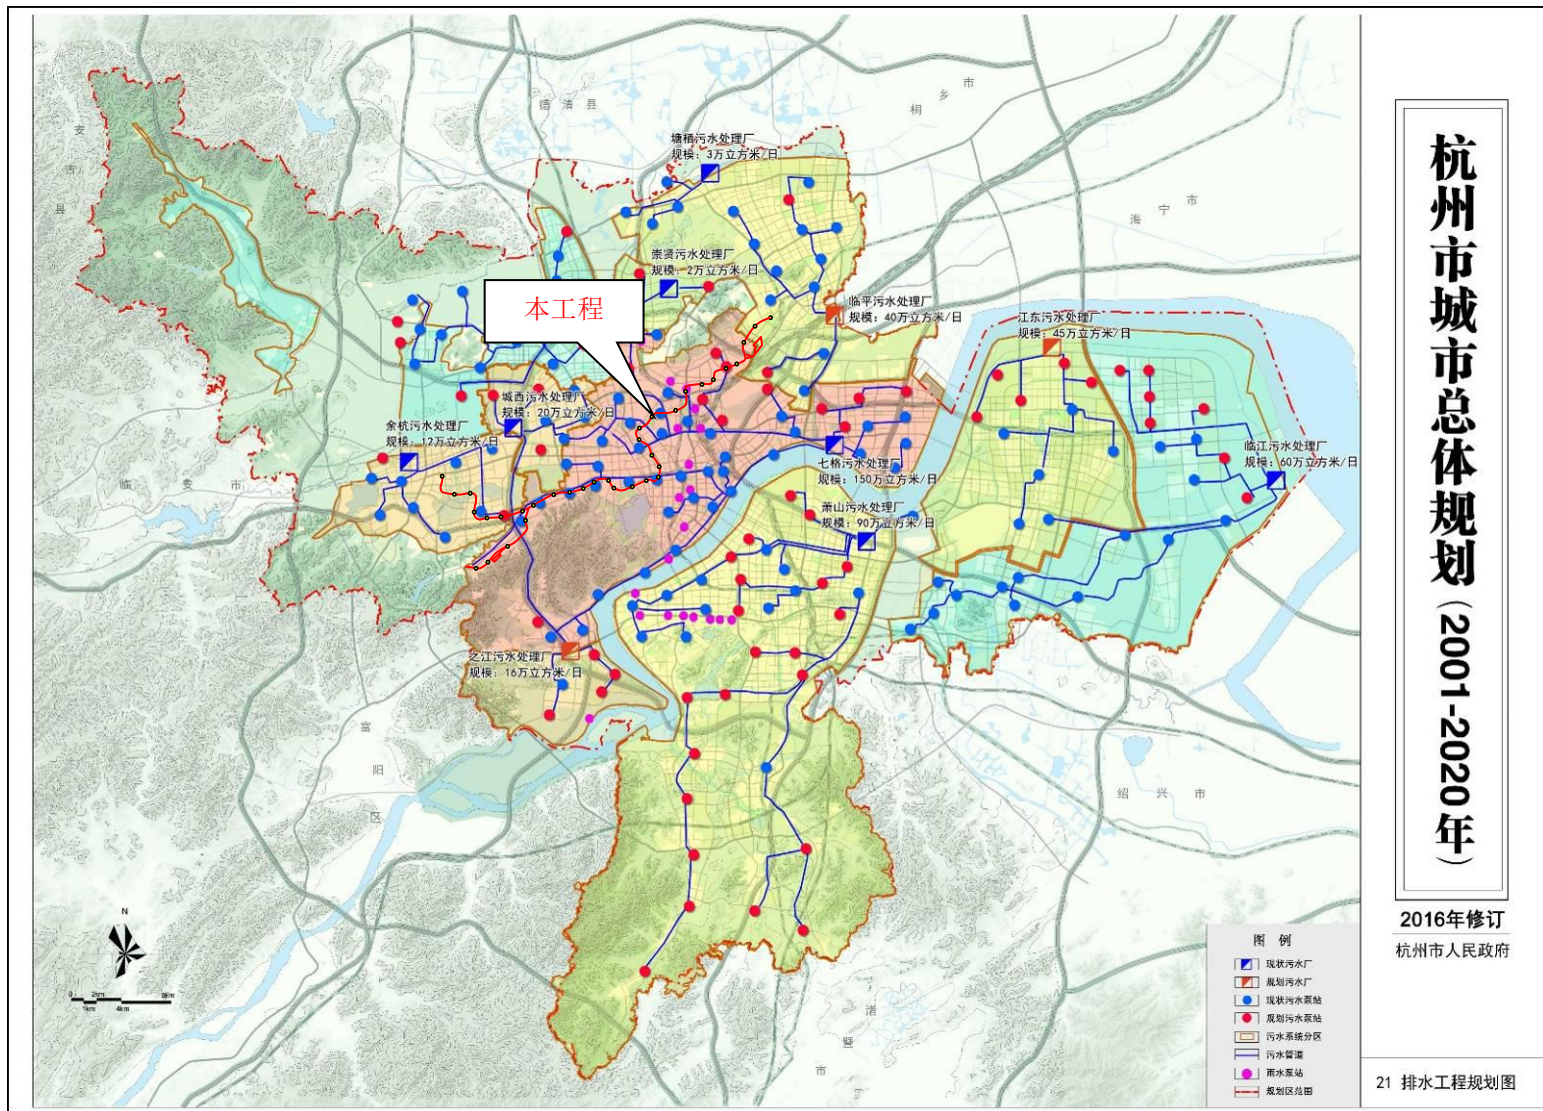 杭州市城市总体规划(2001-2020年)
2016年修订
杭州市人民政府
21 排水工程规划图
本工程
安吉县
德清县
桐乡市
海宁市
临安市
富阳区
绍兴市
诸暨市
塘栖污水处理厂
规模：3万立方米/日
崇贤污水处理厂
规模：2万立方米/日
临平污水处理厂
规模：40万立方米/日
江东污水处理厂
规模：45万立方米/日
城西污水处理厂
规模：20万立方米/日
余杭污水处理厂
规模：12万立方米/日
七格污水处理厂
规模：150万立方米/日
临江污水处理厂
规模：60万立方米/日
萧山污水处理厂
规模：90万立方米/日
之江污水处理厂
规模：16万立方米/日
N
0 2km 8km
1km 4km
图 例
现状污水厂
规划污水厂
现状污水泵站
规划污水泵站
污水系统分区
污水管道
雨水泵站
规划区范围